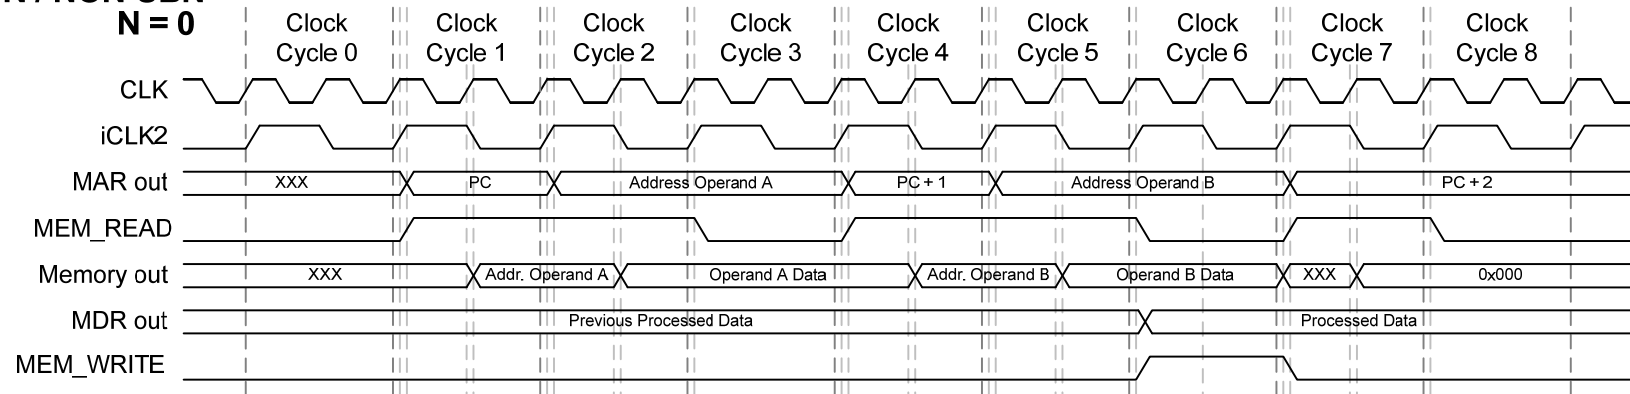 N = 0
Clock Cycle 0
Clock Cycle 1
Clock Cycle 2
Clock Cycle 3
Clock Cycle 4
Clock Cycle 5
Clock Cycle 6
Clock Cycle 7
Clock Cycle 8
CLK
iCLK2
MAR out
XXX
PC
Address Operand A
PC + 1
Address Operand B
PC + 2
MEM_READ
Memory out
XXX
Addr. Operand A
Operand A Data
Addr. Operand B
Operand B Data
XXX
0x000
MDR out
Previous Processed Data
Processed Data
MEM_WRITE